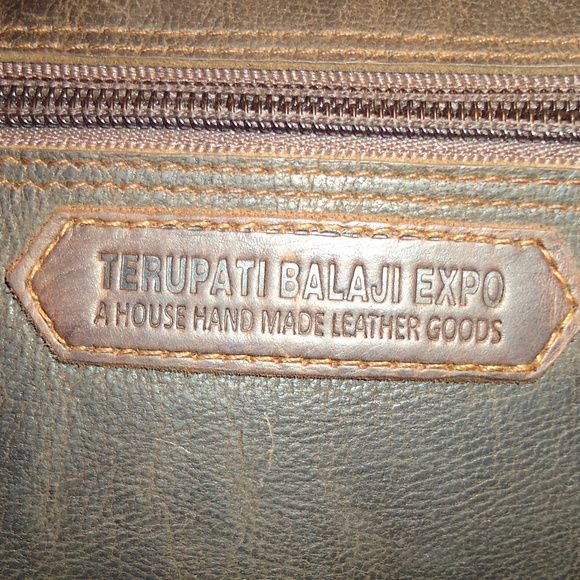 TERUPATI BALAJI EXPO
A HOUSE HAND MADE LEATHER GOODS